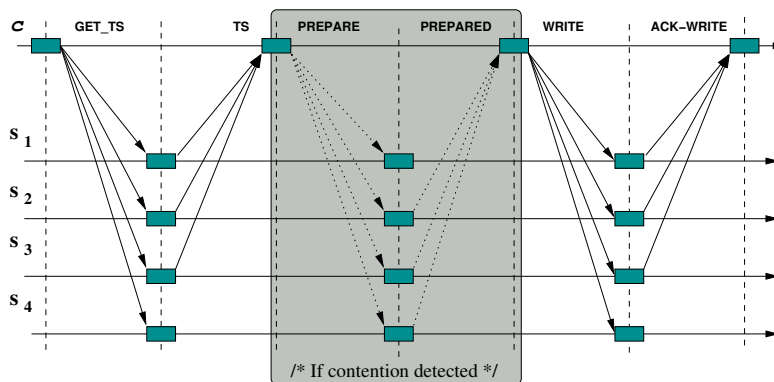 c GET_TS TS PREPARE PREPARED WRITE ACK-WRITE
s 1
s 2
s 3
s 4
/* If contention detected */